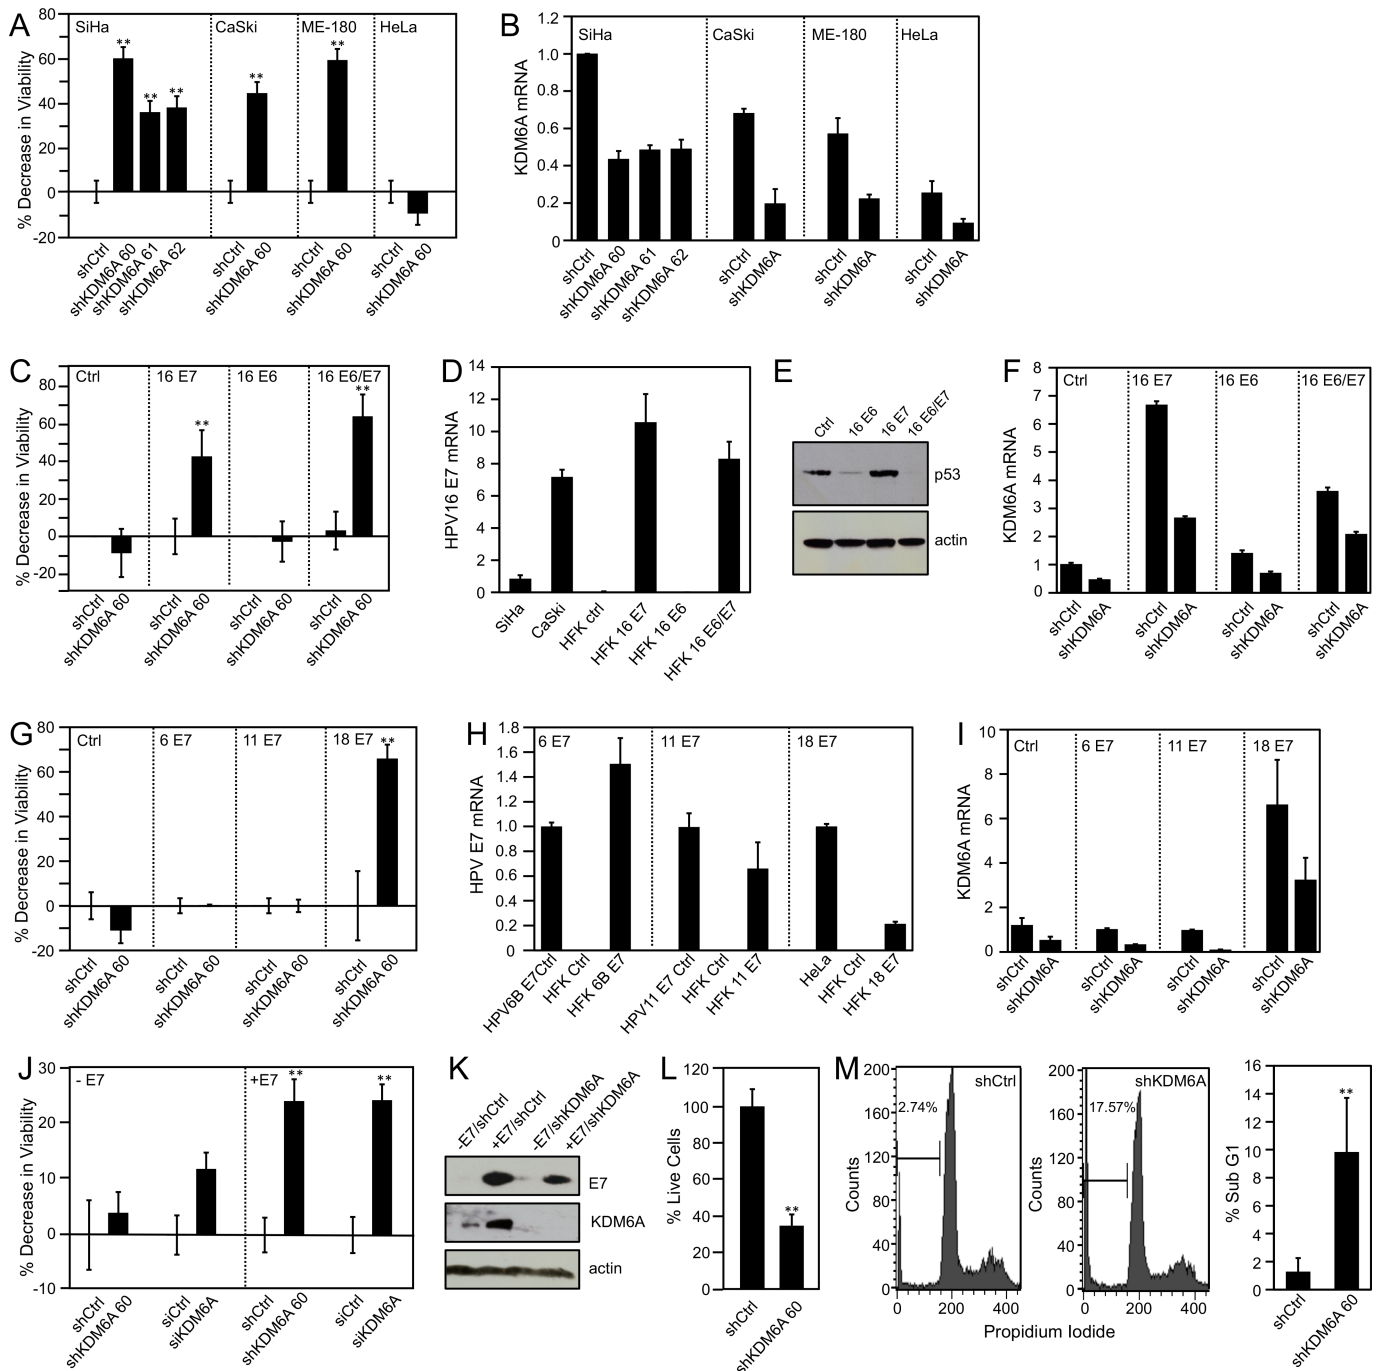 A
% Decrease in Viability
80
60
40
20
0
-20
SiHa
CaSki
ME-180
HeLa
**
**
**
**
**
shCtrl
shKDM6A 60
shKDM6A 61
shKDM6A 62
shCtrl
shKDM6A 60
shCtrl
shKDM6A 60
shCtrl
shKDM6A 60
B
KDM6A mRNA
1.2
1.0
0.8
0.6
0.4
0.2
0
SiHa
CaSki
ME-180
HeLa
shCtrl
shKDM6A 60
shKDM6A 61
shKDM6A 62
shCtrl
shKDM6A
shCtrl
shKDM6A
shCtrl
shKDM6A
C
% Decrease in Viability
80
60
40
20
0
-20
Ctrl
16 E7
16 E6
16 E6/E7
**
**
shCtrl
shKDM6A 60
shCtrl
shKDM6A 60
shCtrl
shKDM6A 60
shCtrl
shKDM6A 60
D
HPV16 E7 mRNA
14
12
10
8
6
4
2
0
SiHa
CaSki
HFK ctrl
HFK 16 E7
HFK 16 E6
HFK 16 E6/E7
E
Ctrl
16 E6
16 E7
16 E6/E7
p53
actin
F
KDM6A mRNA
8
7
6
5
4
3
2
1
0
Ctrl
16 E7
16 E6
16 E6/E7
shCtrl
shKDM6A
shCtrl
shKDM6A
shCtrl
shKDM6A
shCtrl
shKDM6A
G
% Decrease in Viability
80
60
40
20
0
-20
Ctrl
6 E7
11 E7
18 E7
**
shCtrl
shKDM6A 60
shCtrl
shKDM6A 60
shCtrl
shKDM6A 60
shCtrl
shKDM6A 60
H
HPV E7 mRNA
1.8
1.6
1.4
1.2
1.0
0.8
0.6
0.4
0.2
0
6 E7
11 E7
18 E7
HPV6B E7Ctrl
HFK Ctrl
HFK 6B E7
HPV11 E7 Ctrl
HFK Ctrl
HFK 11 E7
HeLa
HFK Ctrl
HFK 18 E7
I
KDM6A mRNA
10
8
6
4
2
0
Ctrl
6 E7
11 E7
18 E7
shCtrl
shKDM6A
shCtrl
shKDM6A
shCtrl
shKDM6A
shCtrl
shKDM6A
J
% Decrease in Viability
30
20
10
0
-10
- E7
+E7
**
**
shCtrl
shKDM6A 60
siCtrl
siKDM6A
shCtrl
shKDM6A 60
siCtrl
siKDM6A
K
-E7/shCtrl
+E7/shCtrl
-E7/shKDM6A
+E7/shKDM6A
E7
KDM6A
actin
L
% Live Cells
120
100
80
60
40
20
0
**
shCtrl
shKDM6A 60
M
Counts
200
160
120
80
40
0
shCtrl
2.74%
0
200
400
Counts
200
160
120
80
40
0
shKDM6A
17.57%
0
200
400
Propidium Iodide
% Sub G1
16
14
12
10
8
6
4
2
0
**
shCtrl
shKDM6A 60